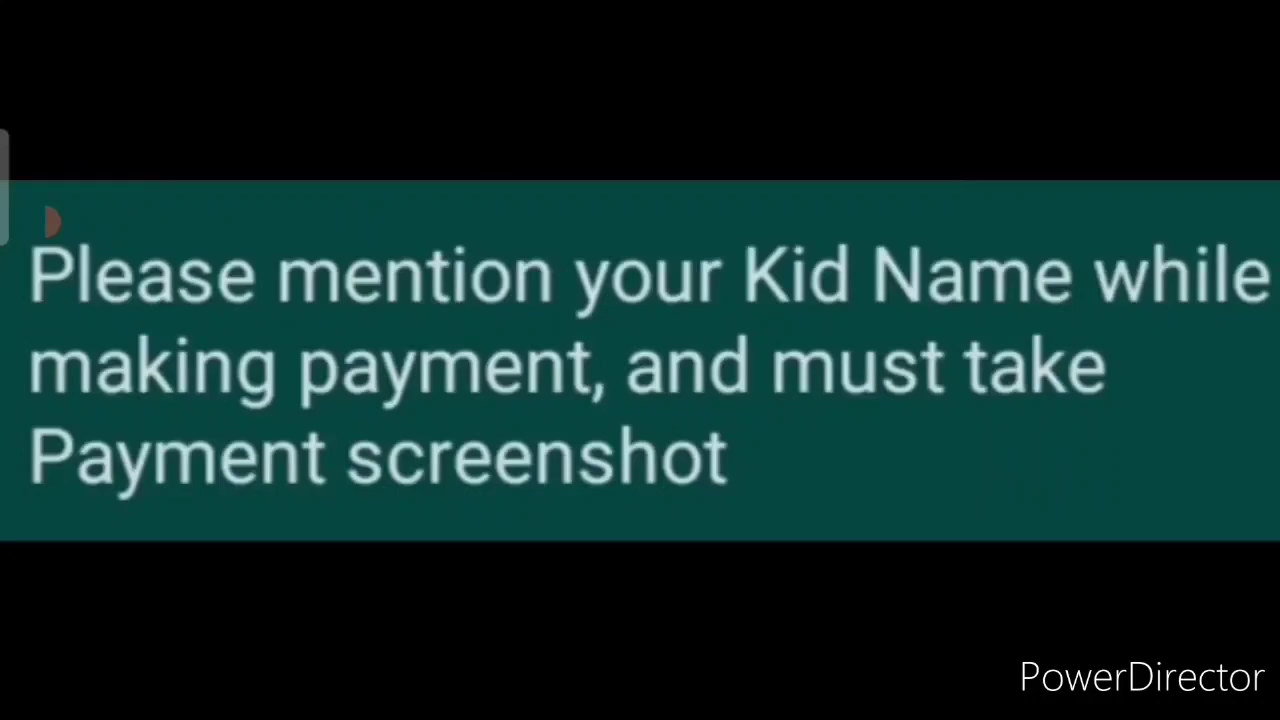 Please mention your Kid Name while
making payment, and must take
Payment screenshot
PowerDirector